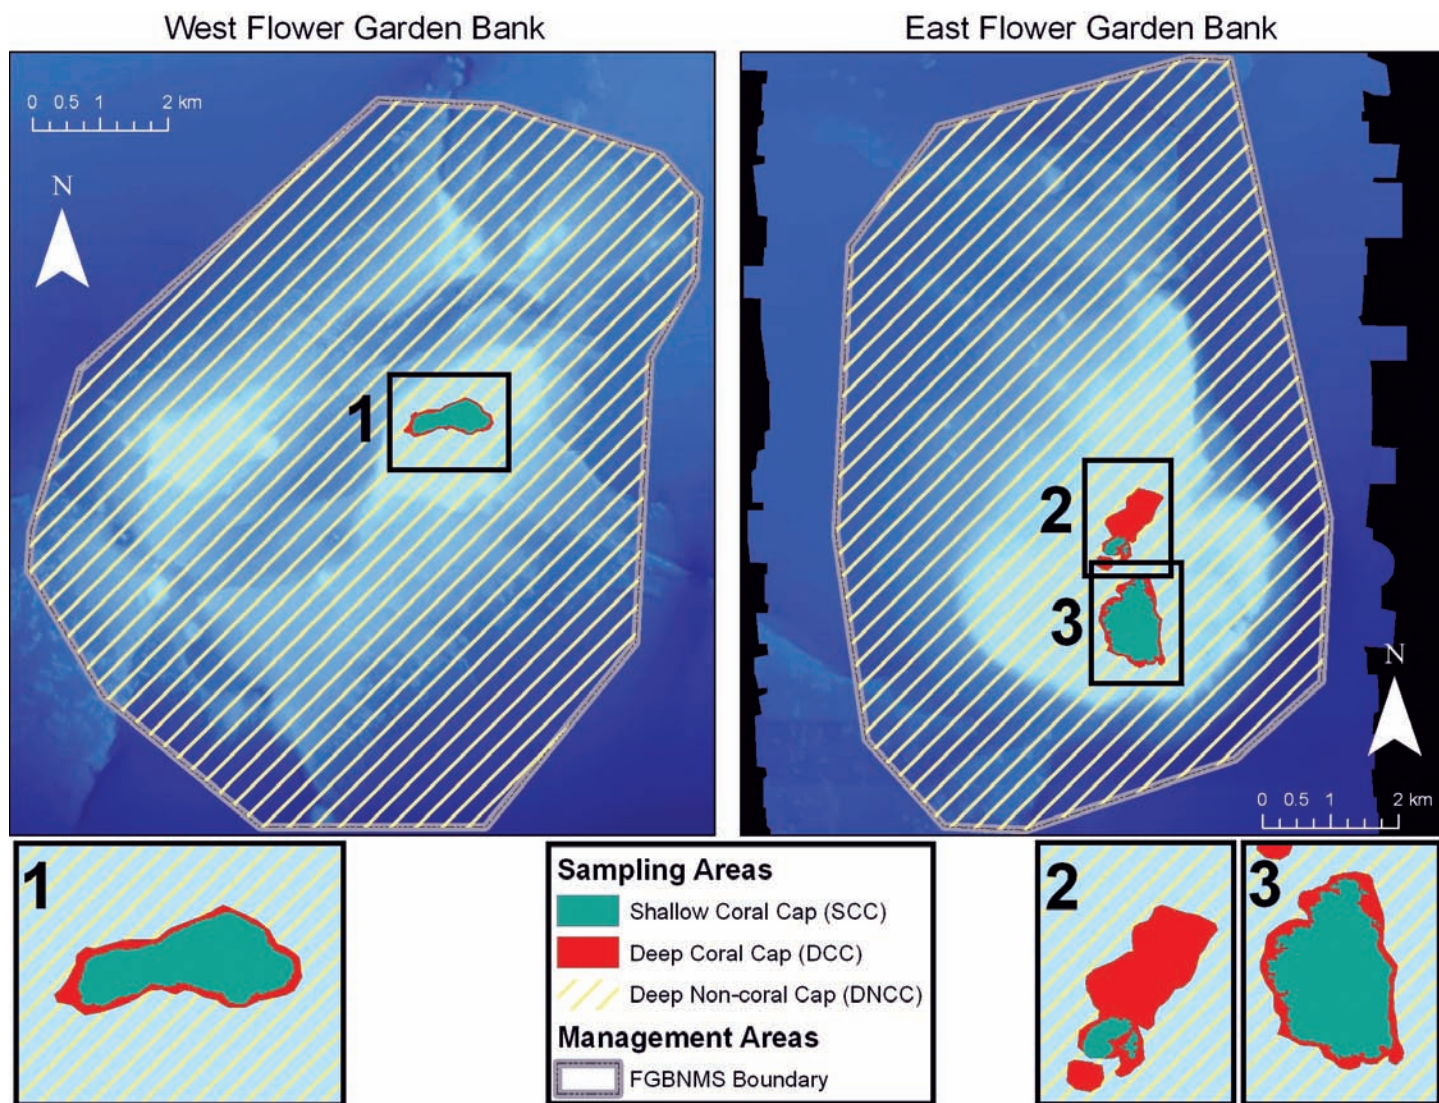 West Flower Garden Bank
East Flower Garden Bank
0 0.5 1 2 km
N
1
2
3
N
0 0.5 1 2 km
1
Sampling Areas
Shallow Coral Cap (SCC)
Deep Coral Cap (DCC)
Deep Non-coral Cap (DNCC)
Management Areas
FGBNMS Boundary
2
3